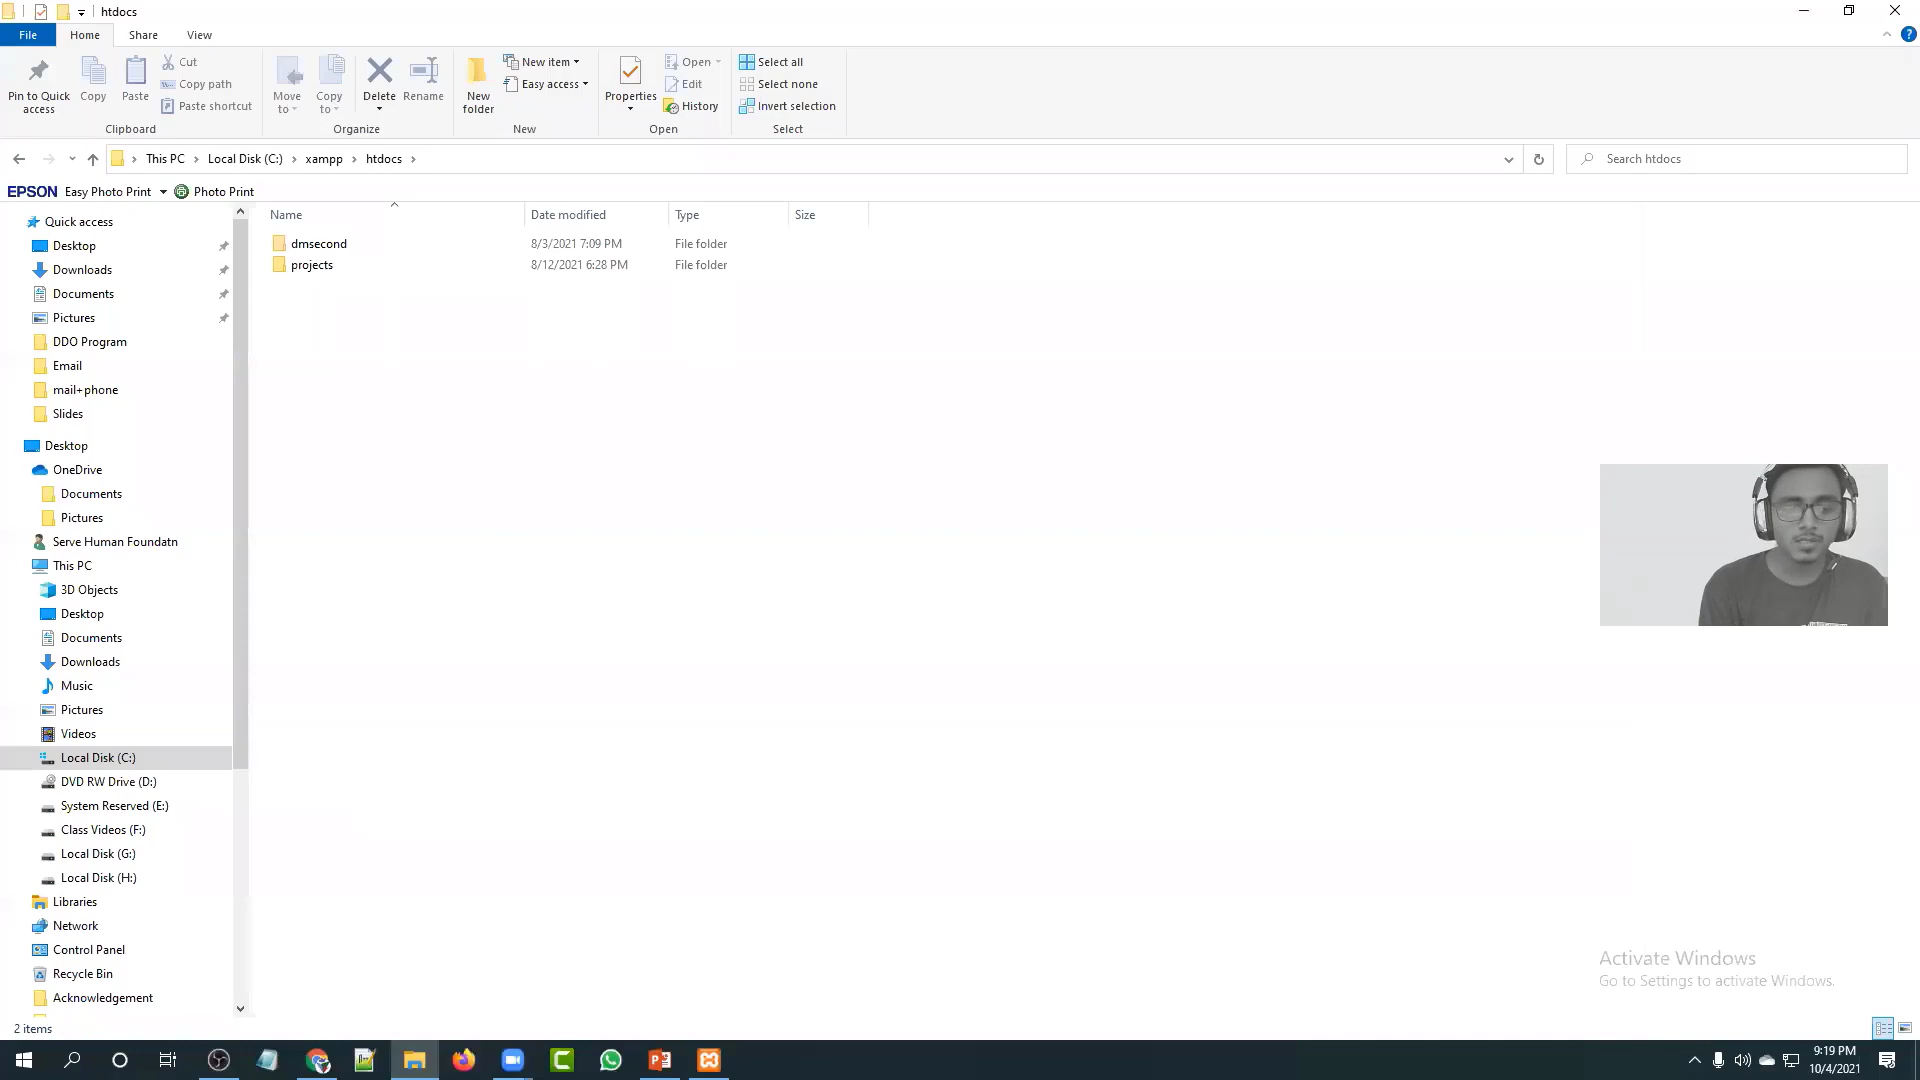 htdocs
File Home Share View
Pin to Quick access
Copy
Paste
Cut
Copy path
Paste shortcut
Clipboard
Move to
Copy to
Delete
Rename
Organize
New folder
New item
Easy access
New
Properties
Open
Edit
History
Open
Select all
Select none
Invert selection
Select
This PC > Local Disk (C:) > xampp > htdocs >
Search htdocs
EPSON Easy Photo Print Photo Print
Name Date modified Type Size
dmsecond 8/3/2021 7:09 PM File folder
projects 8/12/2021 6:28 PM File folder
Quick access
Desktop
Downloads
Documents
Pictures
DDO Program
Email
mail+phone
Slides
Desktop
OneDrive
Documents
Pictures
Serve Human Foundatn
This PC
3D Objects
Desktop
Documents
Downloads
Music
Pictures
Videos
Local Disk (C:)
DVD RW Drive (D:)
System Reserved (E:)
Class Videos (F:)
Local Disk (G:)
Local Disk (H:)
Libraries
Network
Control Panel
Recycle Bin
Acknowledgement
Activate Windows
Go to Settings to activate Windows.
2 items
9:19 PM
10/4/2021